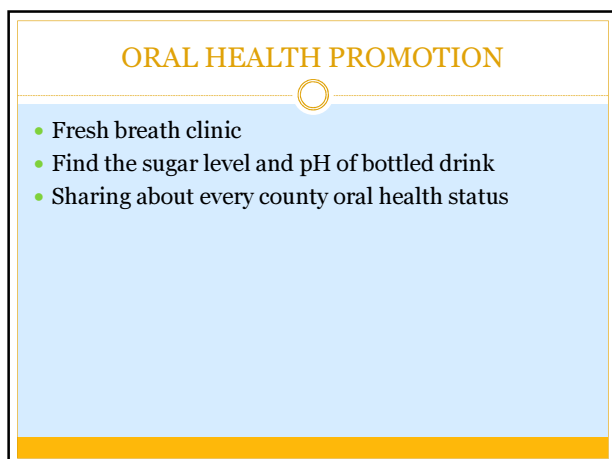 ORAL HEALTH PROMOTION
• Fresh breath clinic
• Find the sugar level and pH of bottled drink
• Sharing about every county oral health status